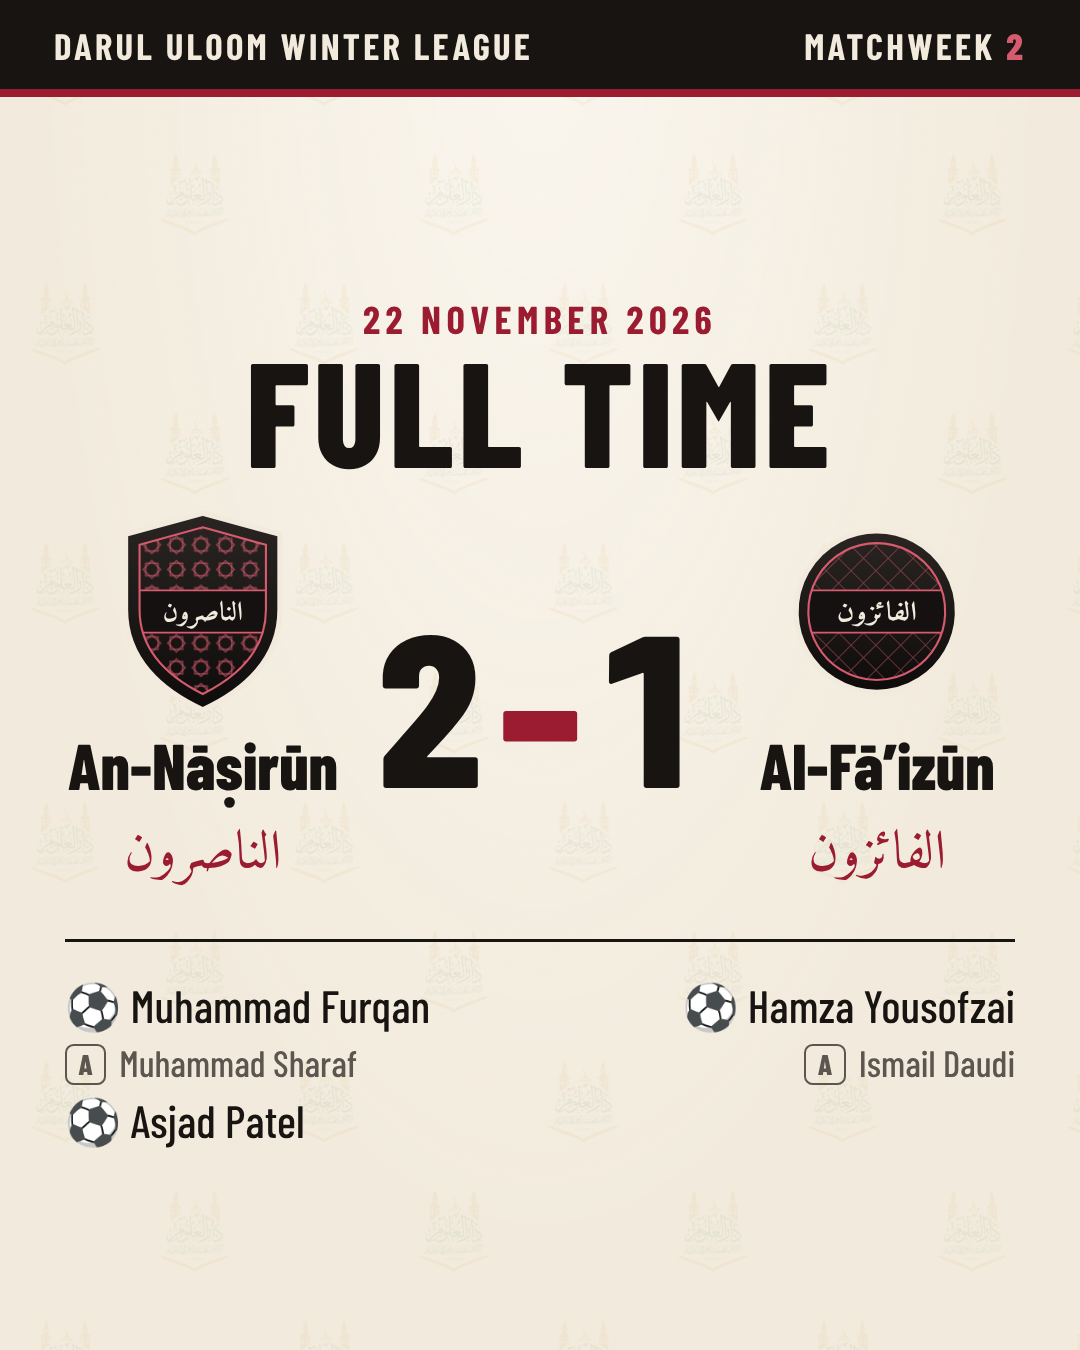 DARUL ULOOM WINTER LEAGUE
MATCHWEEK 2
22 NOVEMBER 2026
FULL TIME
الناصرون
الفائزون
2-1
An-Nāṣirūn
Al-Fā’izūn
الناصرون
الفائزون
Muhammad Furqan
Hamza Yousofzai
A Muhammad Sharaf
A Ismail Daudi
Asjad Patel